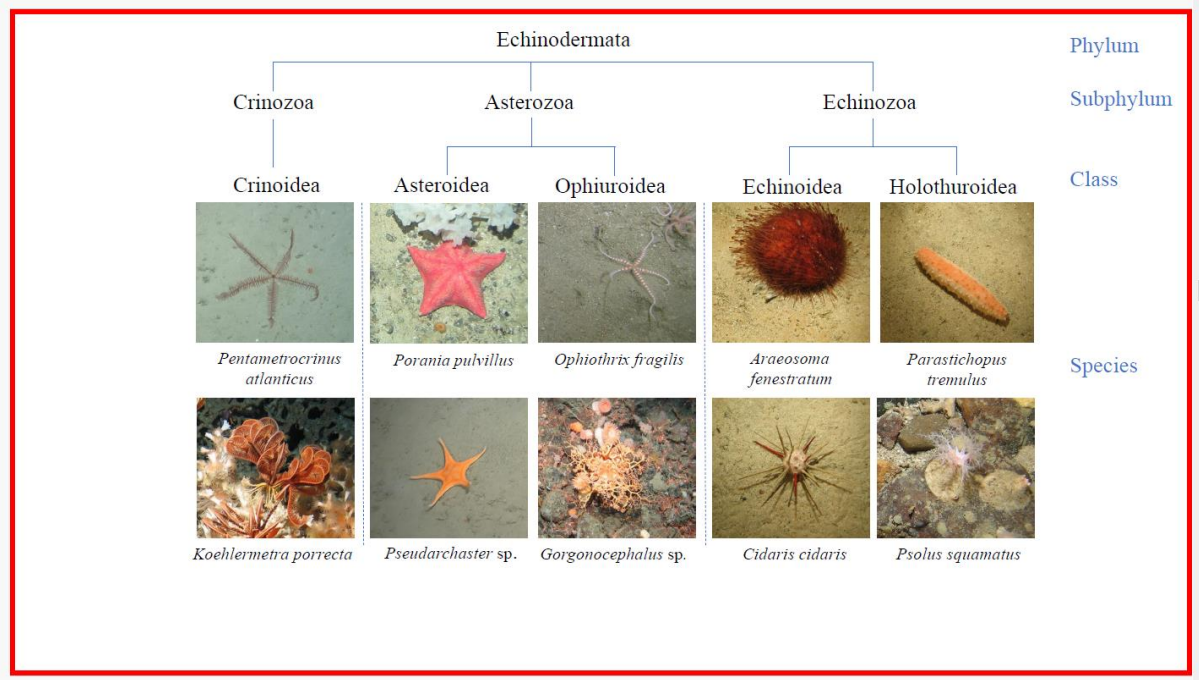 Echinodermata
Phylum
Crinozoa
Asterozoa
Echinozoa
Subphylum
Crinoidea
Asteroidea
Ophiuroidea
Echinoidea
Holothuroidea
Class
Pentametrocrinus
atlanticus
Porania pulvillus
Ophiothrix fragilis
Araeosoma
fenestratum
Parastichopus
tremulus
Species
Koehlermetra porrecta
Pseudarchaster sp.
Gorgonocephalus sp.
Cidaris cidaris
Psolus squamatus